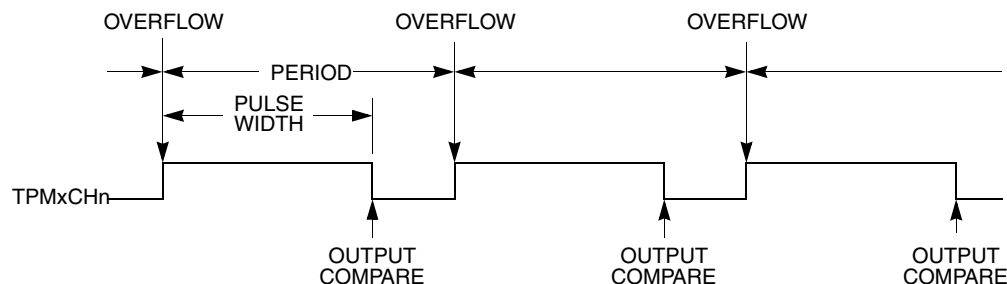 OVERFLOW OVERFLOW OVERFLOW
PERIOD
PULSE
WIDTH
TPMxCHn
OUTPUT OUTPUT OUTPUT
COMPARE COMPARE COMPARE